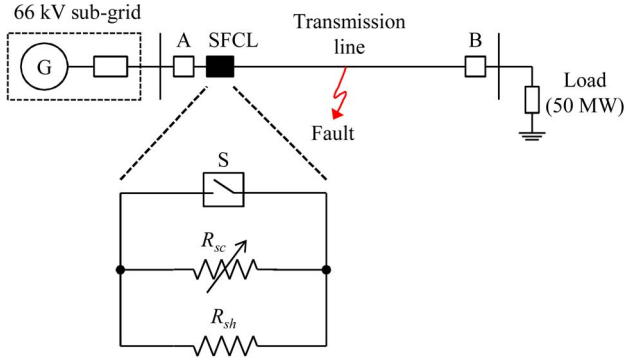 66 kV sub-grid
G
A
SFCL
Transmission
line
B
Load
(50 MW)
Fault
S
Rsc
Rsh